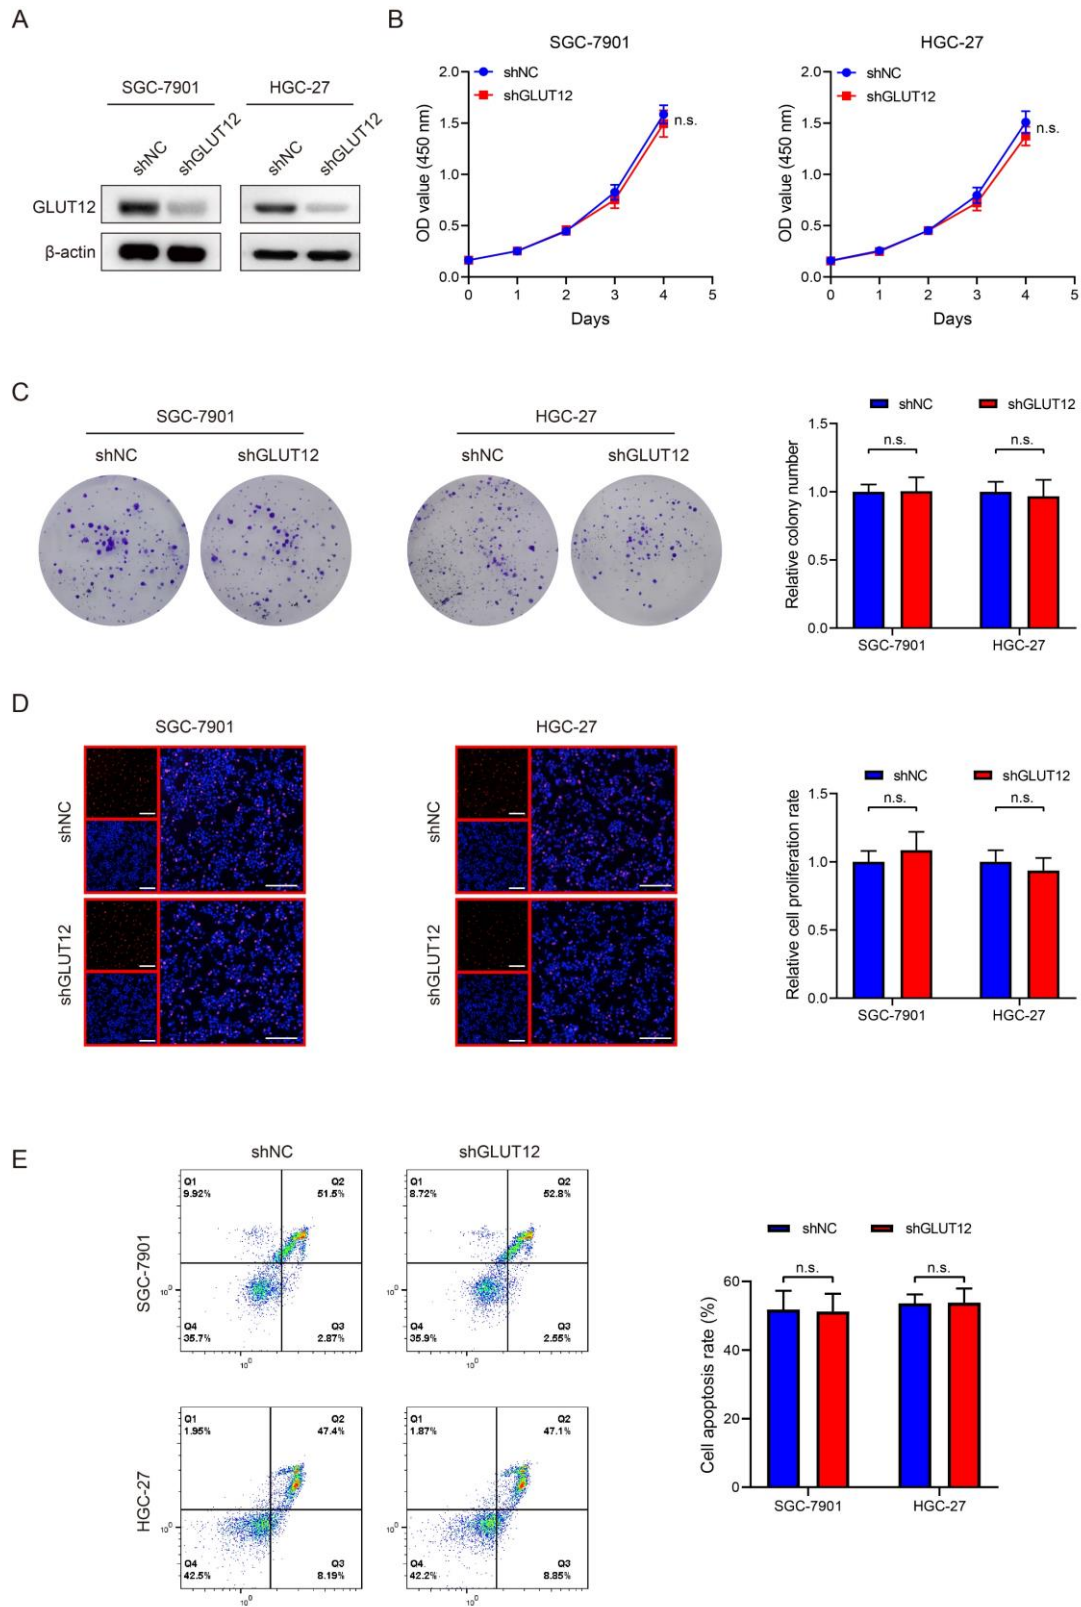 A
SGC-7901 HGC-27
shNC shGLUT12 shNC shGLUT12
GLUT12
β-actin
B
SGC-7901
shNC
shGLUT12
OD value (450 nm)
2.0
1.5
1.0
0.5
0.0
n.s.
0 1 2 3 4 5
Days
HGC-27
shNC
shGLUT12
OD value (450 nm)
2.0
1.5
1.0
0.5
0.0
n.s.
0 1 2 3 4 5
Days
C
SGC-7901 HGC-27
shNC shGLUT12 shNC shGLUT12
shNC shGLUT12
Relative colony number
1.5
1.0
0.5
0.0
n.s. n.s.
SGC-7901 HGC-27
D
SGC-7901 HGC-27
shNC shNC
shGLUT12 shGLUT12
shNC shGLUT12
Relative cell proliferation rate
1.5
1.0
0.5
0.0
n.s. n.s.
SGC-7901 HGC-27
E
shNC shGLUT12
SGC-7901
Q1 Q2
9.92% 51.5%
Q4 Q3
35.7% 2.87%
10⁰
10⁰
Q1 Q2
8.72% 52.8%
Q4 Q3
35.9% 2.55%
10⁰
10⁰
HGC-27
Q1 Q2
1.95% 47.4%
Q4 Q3
42.5% 8.19%
10⁰
10⁰
Q1 Q2
1.87% 47.1%
Q4 Q3
42.2% 8.85%
10⁰
10⁰
shNC shGLUT12
Cell apoptosis rate (%)
60
40
20
0
n.s. n.s.
SGC-7901 HGC-27